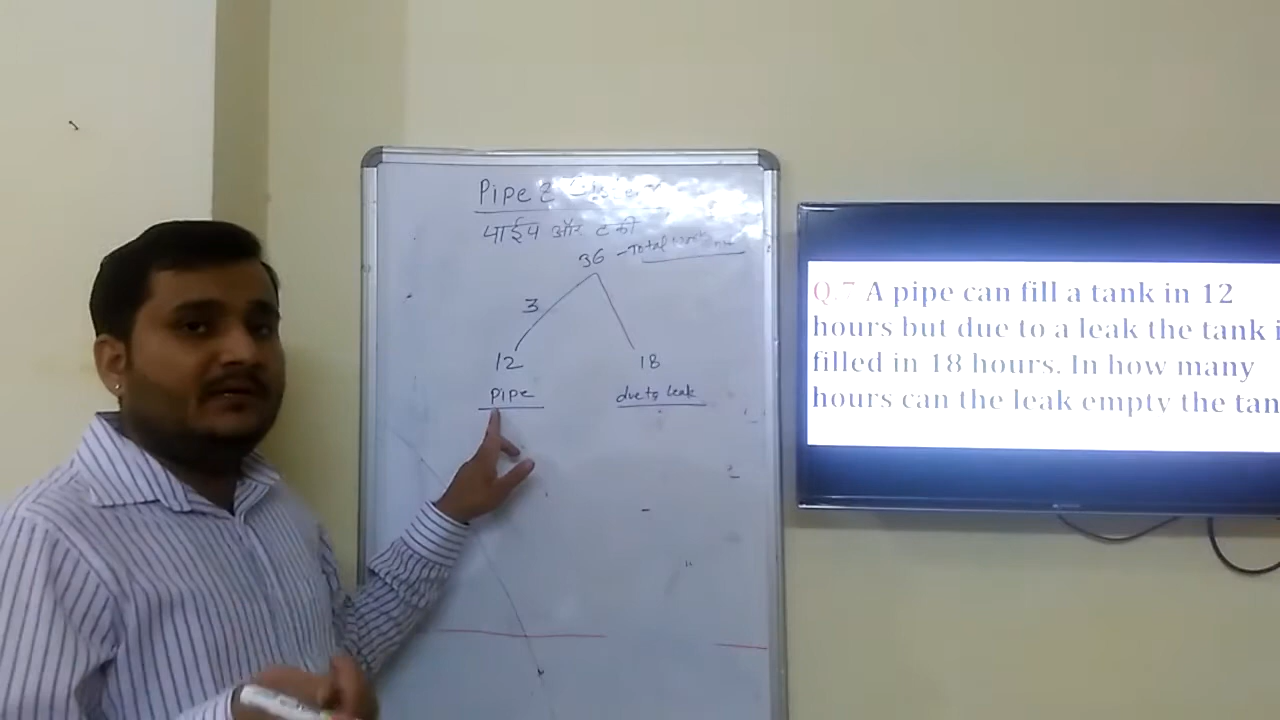 Pipe &
पाईप और टंकी
36 - Total work
3
12
18
Pipe
due to leak
Q.7 A pipe can fill a tank in 12
hours but due to a leak the tank i
filled in 18 hours. In how many
hours can the leak empty the tan